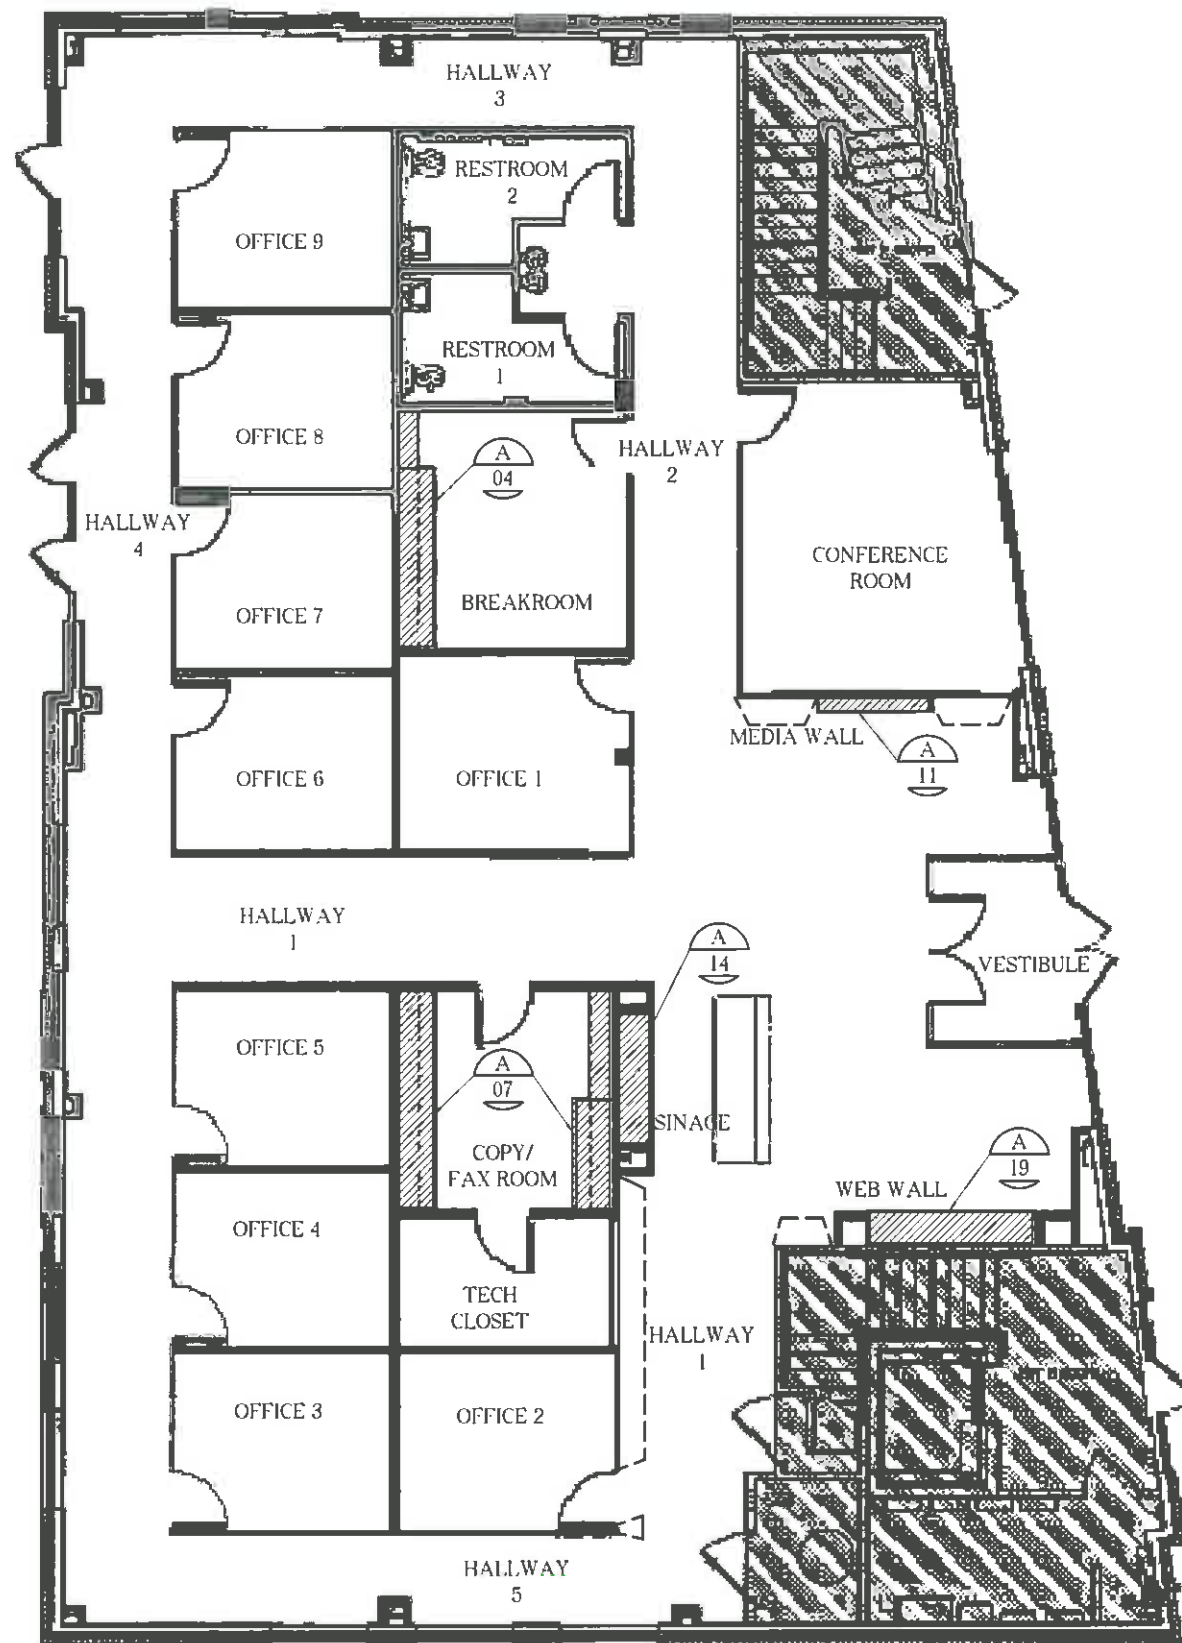 HALLWAY
3
RESTROOM
2
OFFICE 9
RESTROOM
1
OFFICE 8
A
04
HALLWAY
2
HALLWAY
4
CONFERENCE
ROOM
OFFICE 7
BREAKROOM
MEDIA WALL
A
11
OFFICE 6
OFFICE 1
HALLWAY
1
A
14
VESTIBULE
OFFICE 5
A
07
SINAGE
COPY/
FAX ROOM
A
19
WEB WALL
OFFICE 4
TECH
CLOSET
HALLWAY
1
OFFICE 3
OFFICE 2
HALLWAY
5